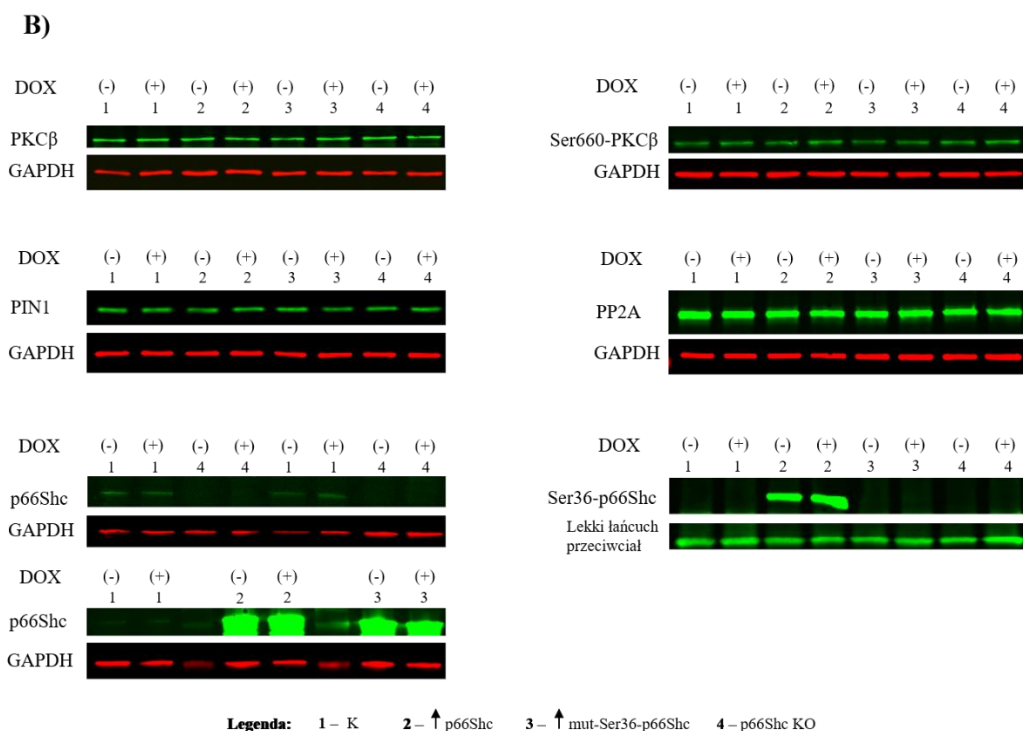 B)
DOX (-) (+) (-) (+) (-) (+) (-) (+)
1 1 2 2 3 3 4 4
PKCβ
GAPDH
DOX (-) (+) (-) (+) (-) (+) (-) (+)
1 1 2 2 3 3 4 4
Ser660-PKCβ
GAPDH
DOX (-) (+) (-) (+) (-) (+) (-) (+)
1 1 2 2 3 3 4 4
PIN1
GAPDH
DOX (-) (+) (-) (+) (-) (+) (-) (+)
1 1 2 2 3 3 4 4
PP2A
GAPDH
DOX (-) (+) (-) (+) (-) (+) (-) (+)
1 1 4 4 1 1 4 4
p66Shc
GAPDH
DOX (-) (+) (-) (+) (-) (+) (-) (+)
1 1 2 2 3 3 4 4
Ser36-p66Shc
Lekki łańcuch
przeciwciał
DOX (-) (+) (-) (+) (-) (+)
1 1 2 2 3 3
p66Shc
GAPDH
Legenda: 1 – K 2 – ↑ p66Shc 3 – ↑ mut-Ser36-p66Shc 4 – p66Shc KO